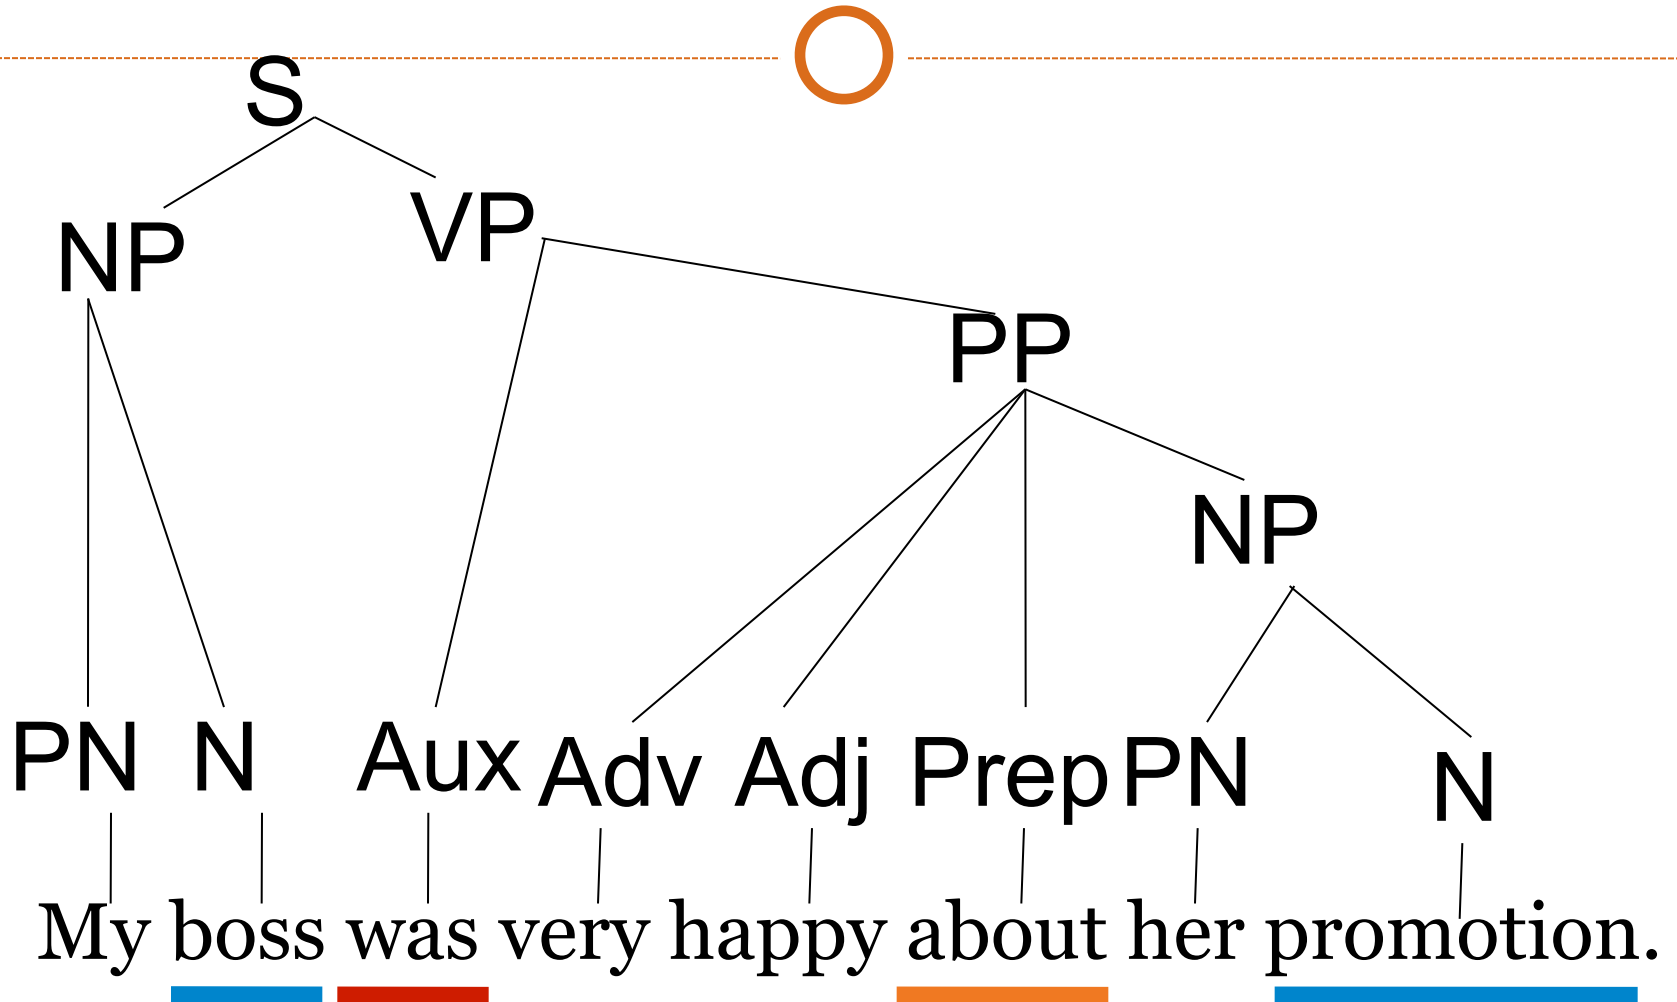 S
NP VP
PP
NP
PN N Aux Adv Adj Prep PN N
My boss was very happy about her promotion.